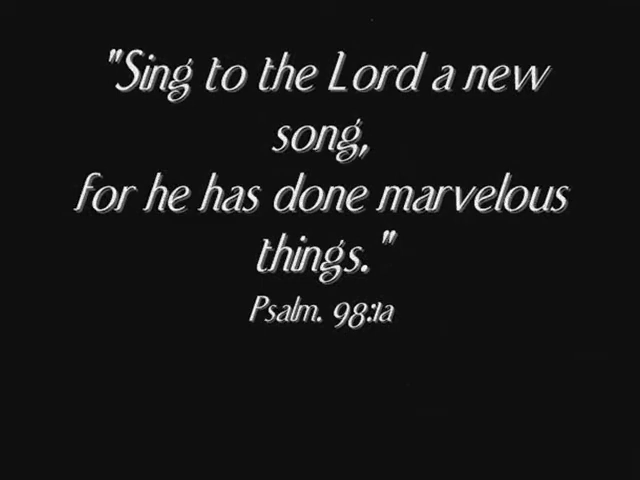 "Sing to the Lord a new
song,
for he has done marvelous
things."
Psalm. 98:1a